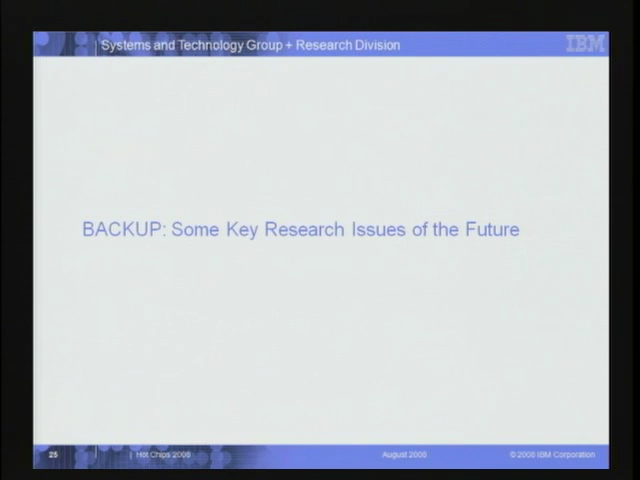 Systems and Technology Group + Research Division
IBM
BACKUP: Some Key Research Issues of the Future
25
Hot Chips 2008
August 2008
© 2008 IBM Corporation